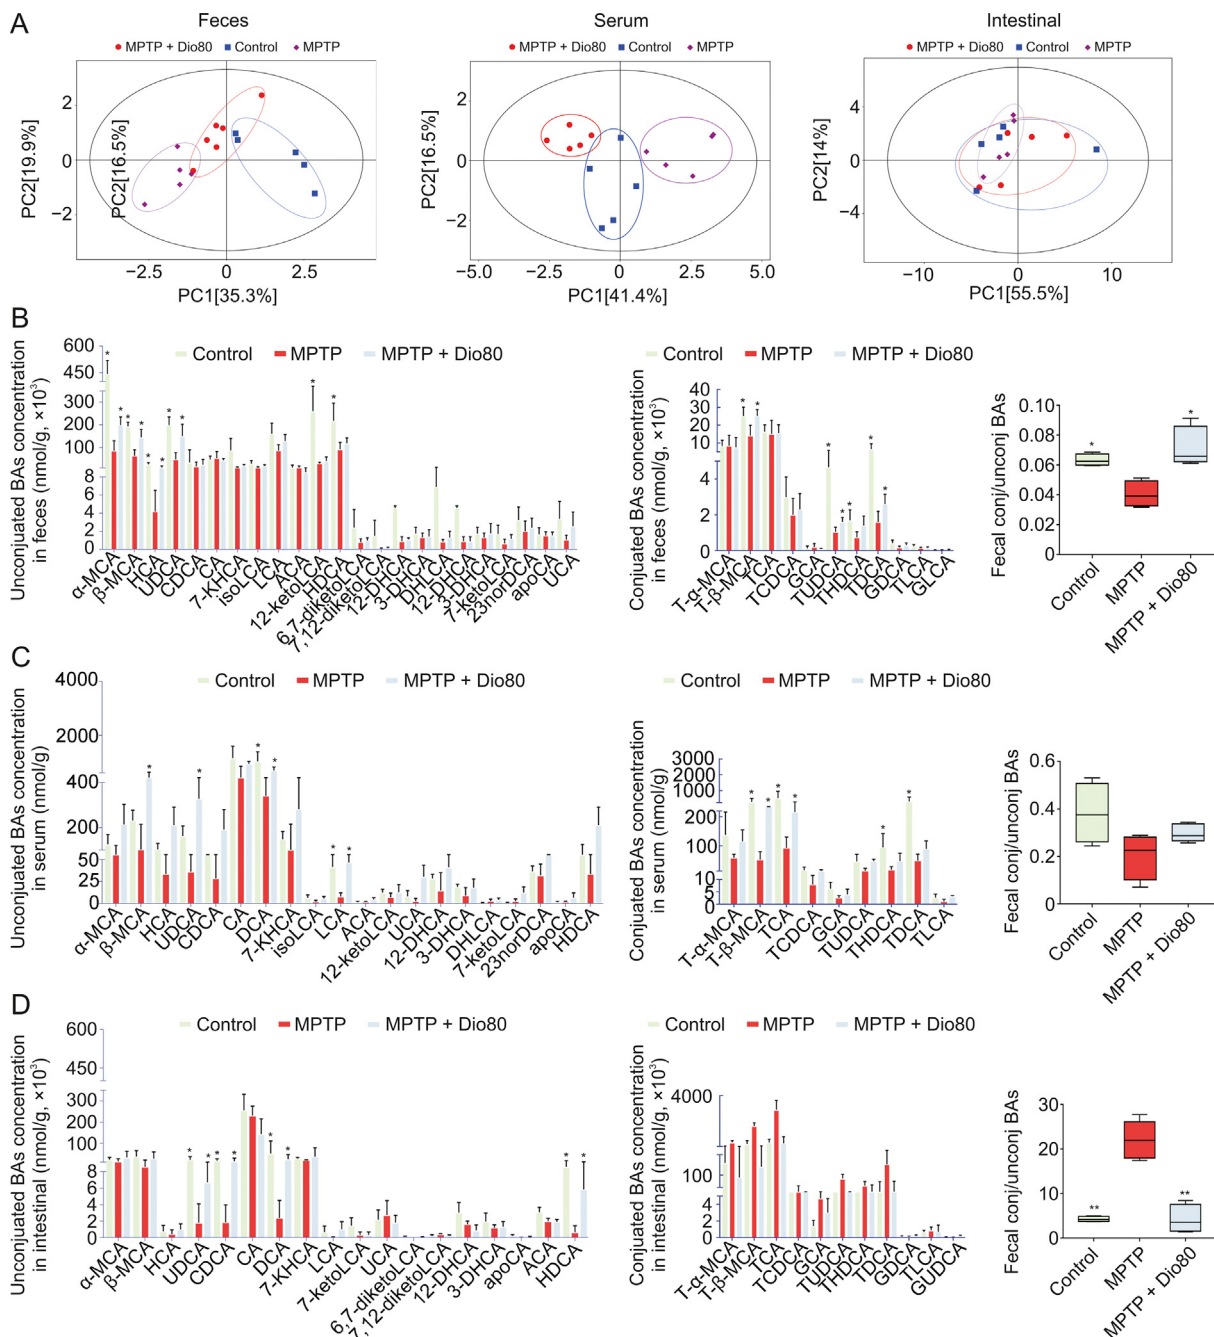 A
Feces
MPTP + Dio80 Control MPTP
PC2[19.9%]
PC2[16.5%]
2
0
−2
−2.5 0 2.5
PC1[35.3%]
Serum
MPTP + Dio80 Control MPTP
PC2[16.5%]
2
0
−2
−5.0 −2.5 0 2.5 5.0
PC1[41.4%]
Intestinal
MPTP + Dio80 Control MPTP
PC2[14%]
4
0
−4
−10 0 10
PC1[55.5%]
B
Unconjuated BAs concentration
in feces (nmol/g, ×10³)
Control MPTP MPTP + Dio80
600
450
300
200
100
8
6
4
2
0
α-MCA
β-MCA
HCA
UDCA
CDCA
CA
7-KHCA
isoLCA
LCA
ACA
12-ketoLCA
HDCA
6,7-diketoLCA
7,12-diketoLCA
12-DHCA
3-DHCA
DHLCA
12-DHCA
3-DHCA
7-ketoLCA
23norDCA
apoCA
UCA
Conjuated BAs concentration
in feces (nmol/g, ×10³)
Control MPTP MPTP + Dio80
40
30
20
10
6
4
2
0
T-α-MCA
T-β-MCA
TCA
TCDCA
GCA
TUDCA
THDCA
TDCA
GDCA
TLCA
GLCA
Fecal conj/unconj BAs
0.10
0.08
0.06
0.04
0.02
0
* *
Control
MPTP
MPTP + Dio80
C
Unconjuated BAs concentration
in serum (nmol/g)
Control MPTP MPTP + Dio80
4000
2000
400
200
50
25
0
α-MCA
β-MCA
HCA
UDCA
CDCA
CA
DCA
7-KHCA
isoLCA
LCA
ACA
12-ketoLCA
UCA
12-DHCA
3-DHCA
DHLCA
7-ketoLCA
23norDCA
apoCA
HDCA
Conjuated BAs concentration
in serum (nmol/g)
Control MPTP MPTP + Dio80
3000
2000
1000
200
100
10
5
0
T-α-MCA
T-β-MCA
TCA
TCDCA
GCA
TUDCA
THDCA
TDCA
TLCA
Fecal conj/unconj BAs
0.6
0.4
0.2
0
Control
MPTP
MPTP + Dio80
D
Unconjuated BAs concentration
in intestinal (nmol/g, ×10³)
Control MPTP MPTP + Dio80
600
450
300
200
100
8
6
4
2
0
α-MCA
β-MCA
HCA
UDCA
CDCA
CA
DCA
7-KHCA
LCA
7-ketoLCA
UCA
6,7-diketoLCA
7,12-diketoLCA
12-DHCA
3-DHCA
apoCA
ACA
HDCA
Conjuated BAs concentration
in intestinal (nmol/g, ×10³)
Control MPTP MPTP + Dio80
4000
200
100
4
3
2
1
0
T-α-MCA
T-β-MCA
TCA
TCDCA
GCA
TUDCA
THDCA
TDCA
GDCA
TLCA
GUDCA
Fecal conj/unconj BAs
30
20
10
5
0
** **
Control
MPTP
MPTP + Dio80